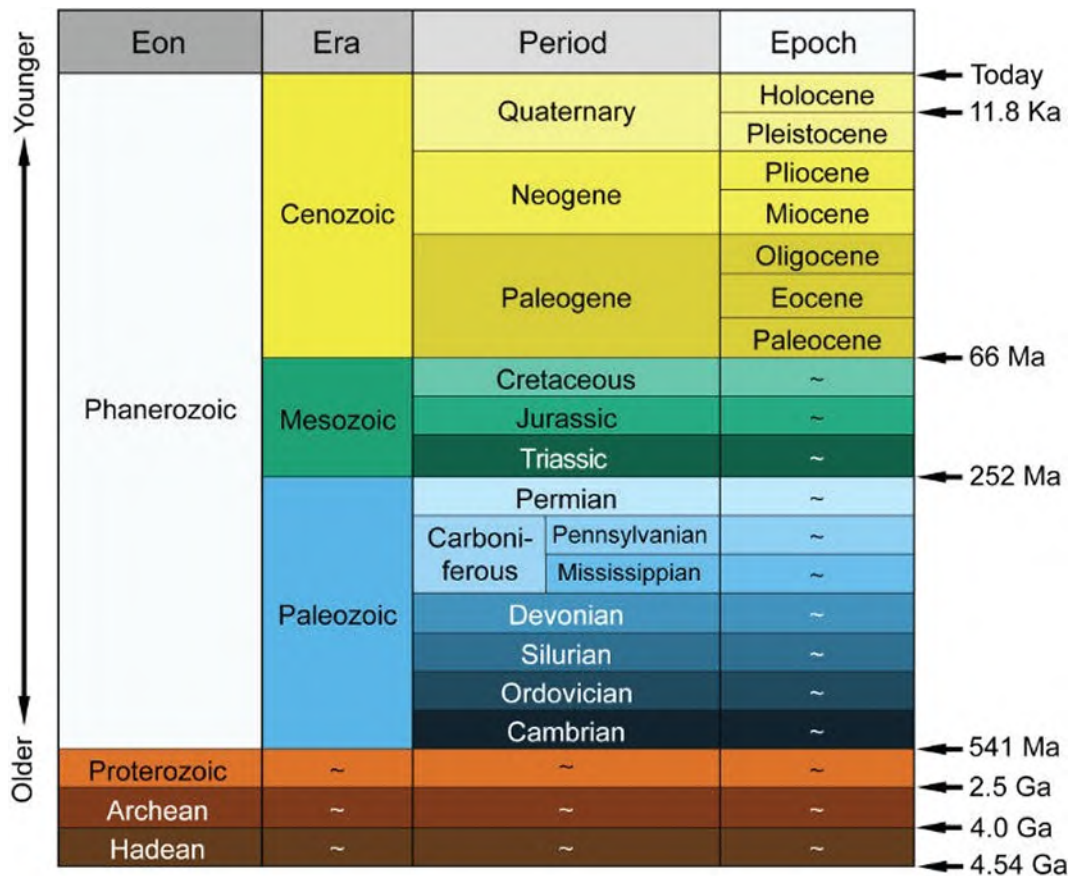 Eon Era Period Epoch
Younger
Older
Today
Holocene
11.8 Ka
Quaternary
Pleistocene
Pliocene
Neogene
Miocene
Cenozoic
Oligocene
Paleogene
Eocene
Paleocene
66 Ma
Cretaceous ~
Phanerozoic
Mesozoic
Jurassic ~
Triassic ~
252 Ma
Permian ~
Carboni-
ferous
Pennsylvanian ~
Mississippian ~
Paleozoic
Devonian ~
Silurian ~
Ordovician ~
Cambrian ~
541 Ma
Proterozoic ~ ~ ~
2.5 Ga
Archean ~ ~ ~
4.0 Ga
Hadean ~ ~ ~
4.54 Ga